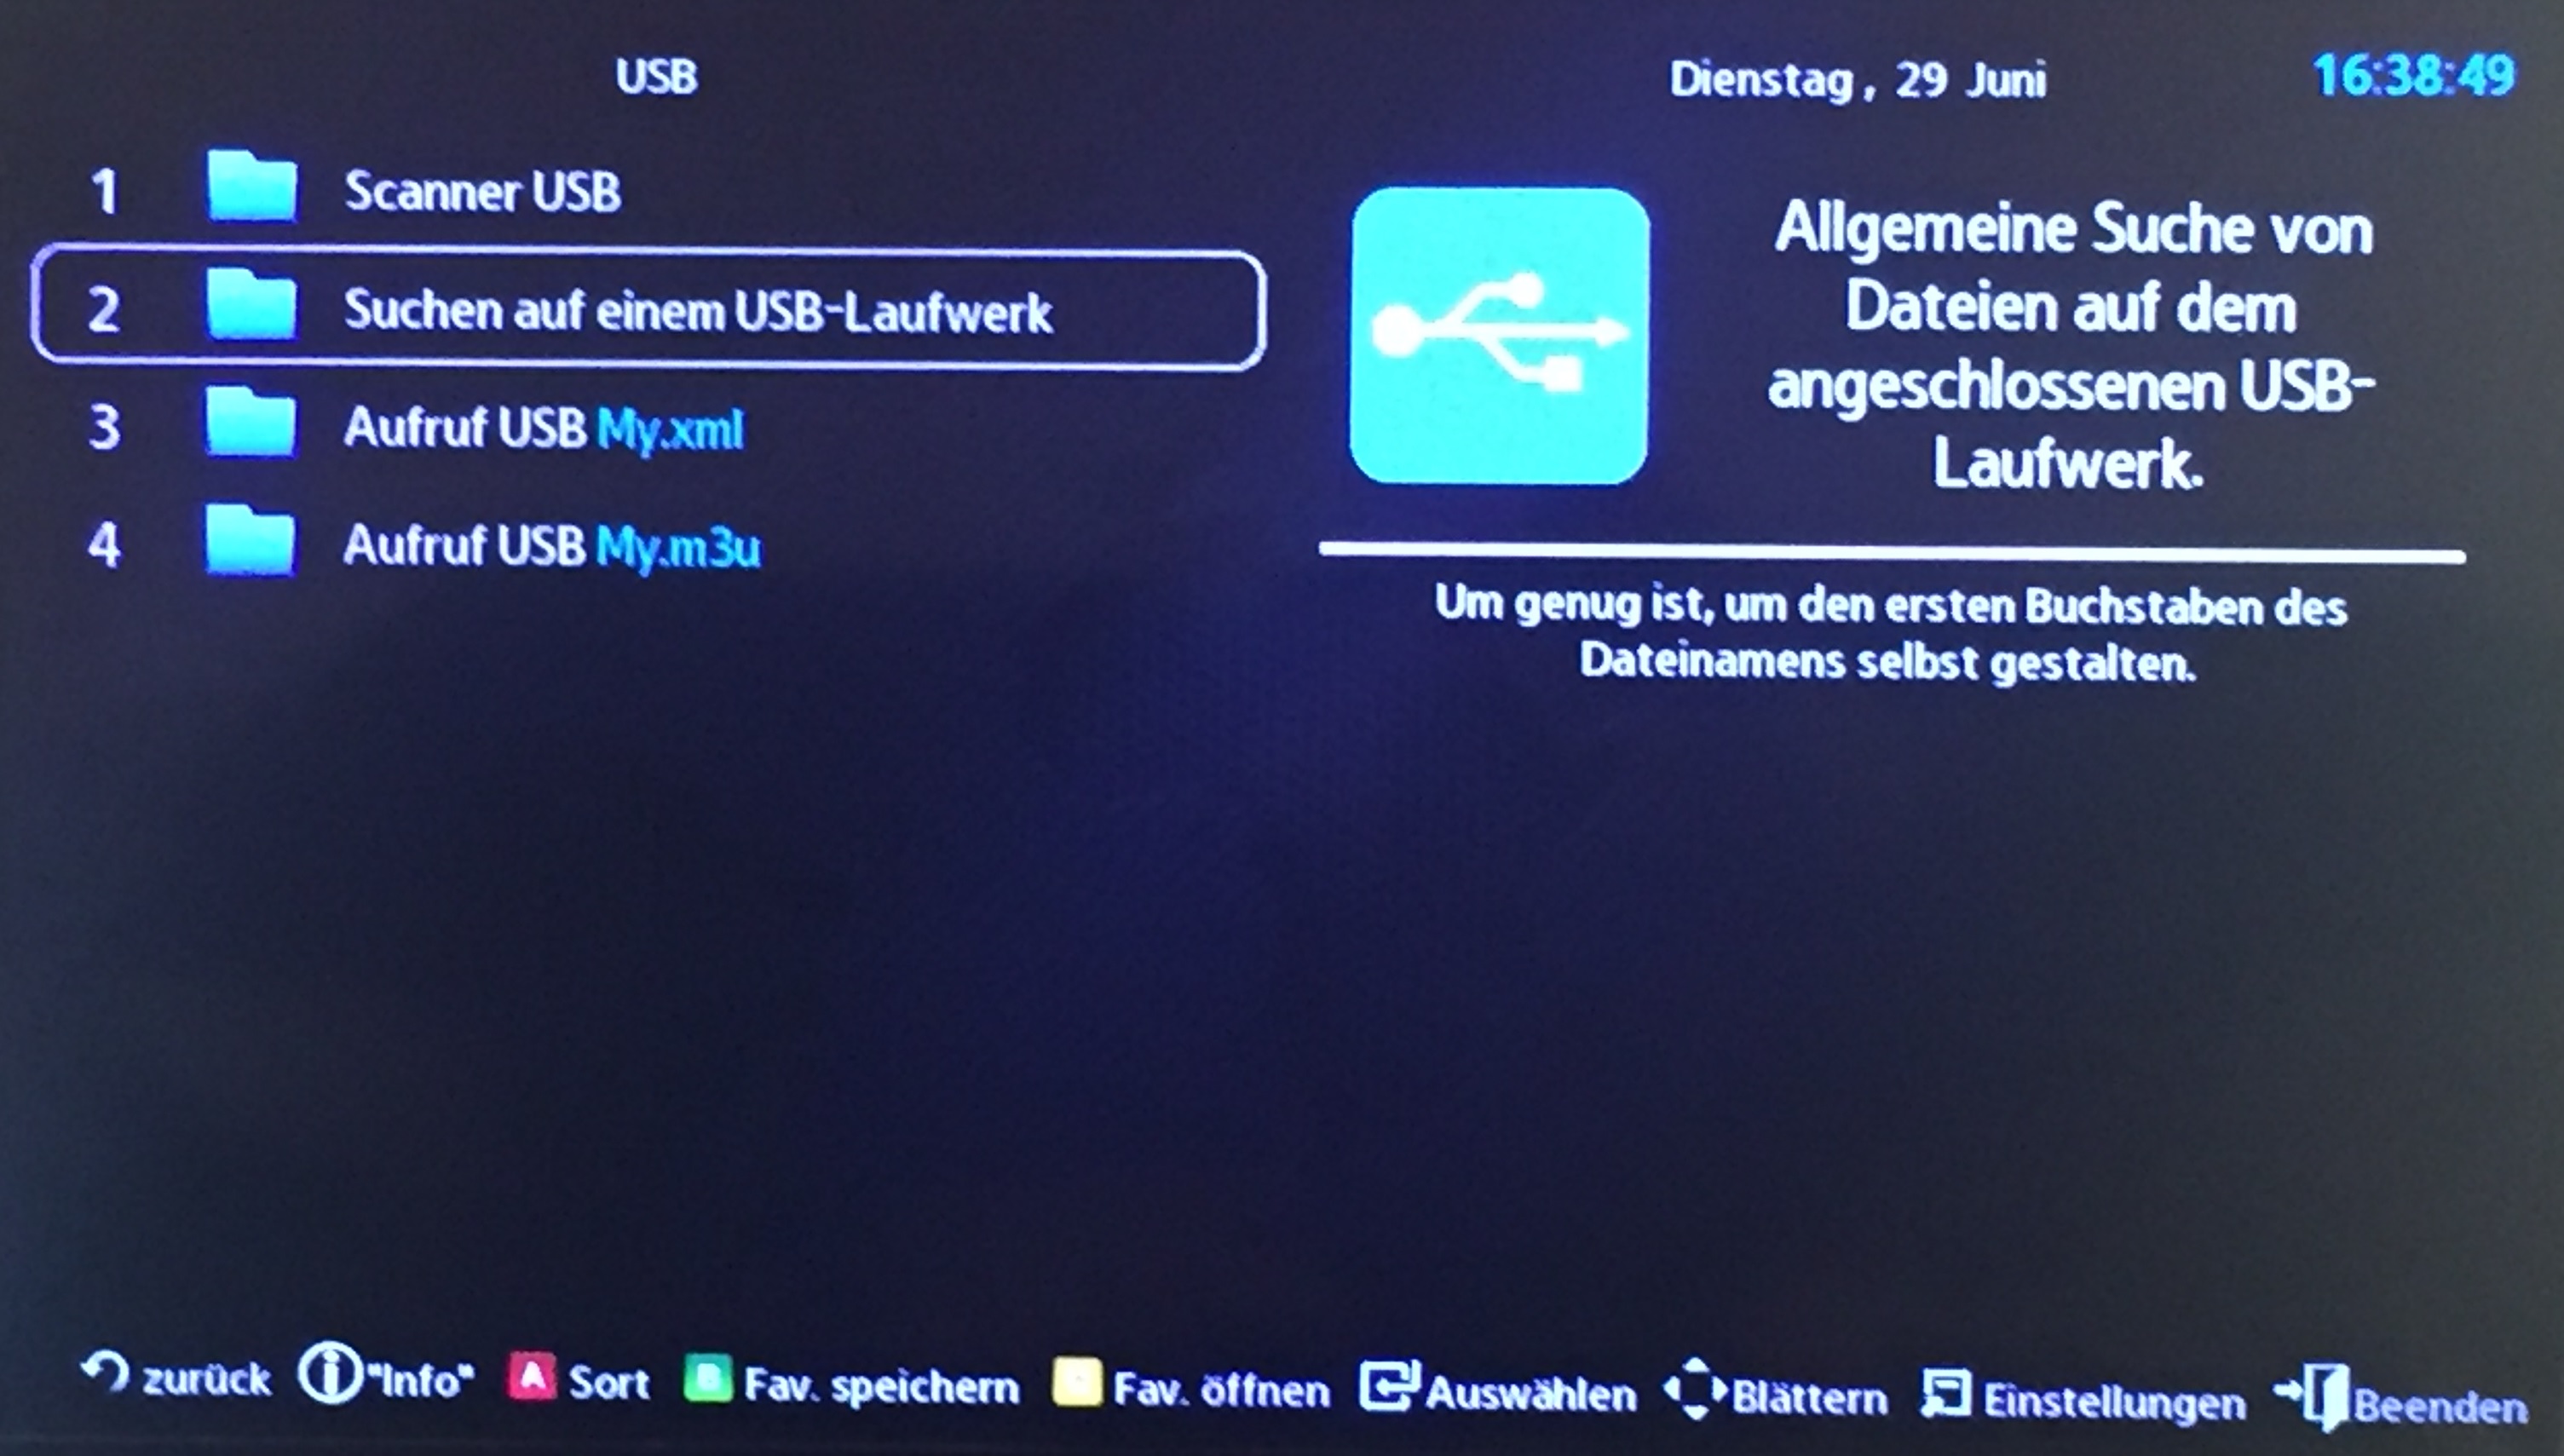 USB
Dienstag, 29 Juni
16:38:49
1 Scanner USB
2 Suchen auf einem USB-Laufwerk
3 Aufruf USB My.xml
4 Aufruf USB My.m3u
Allgemeine Suche von
Dateien auf dem
angeschlossenen USB-
Laufwerk.
Um genug ist, um den ersten Buchstaben des
Dateinamens selbst gestalten.
zurück "Info" A Sort B Fav. speichern Fav. öffnen Auswählen Blättern Einstellungen Beenden